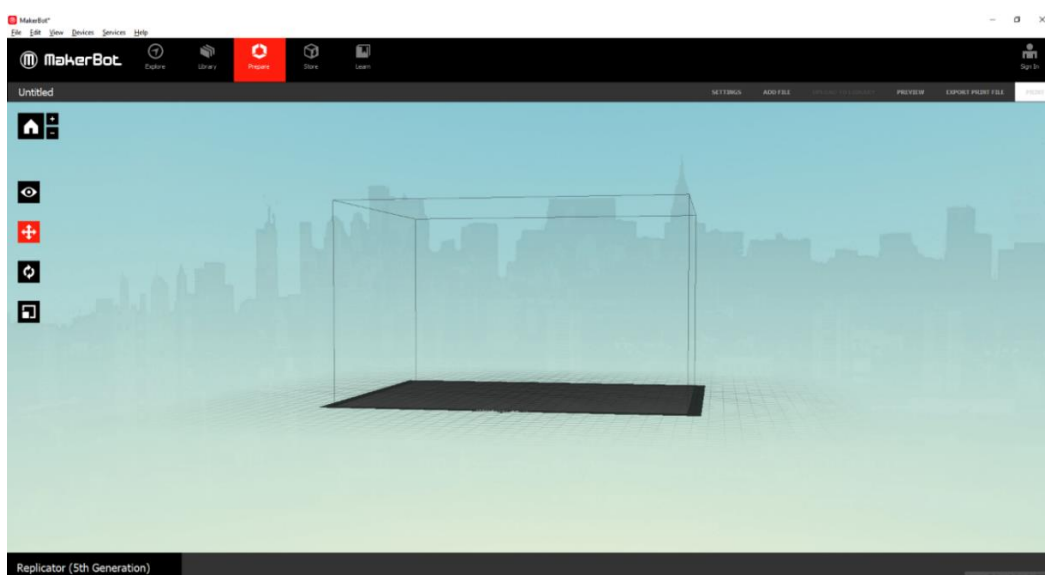 MakerBot*
File Edit View Devices Services Help
MakerBot
Explore
Library
Prepare
Store
Learn
Sign In
Untitled
SETTINGS ADD FILE PREVIEW EXPORT PRINT FILE PRINT
Replicator (5th Generation)